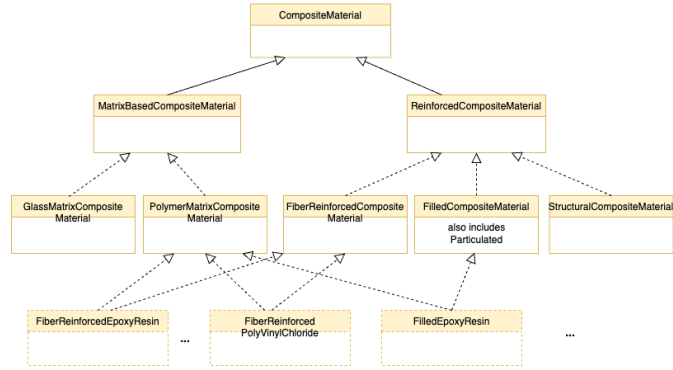 CompositeMaterial
MatrixBasedCompositeMaterial
ReinforcedCompositeMaterial
GlassMatrixComposite
Material
PolymerMatrixComposite
Material
FiberReinforcedComposite
Material
FilledCompositeMaterial
also includes
Particulated
StructuralCompositeMaterial
FiberReinforcedEpoxyResin
...
FiberReinforced
PolyVinylChloride
FilledEpoxyResin
...